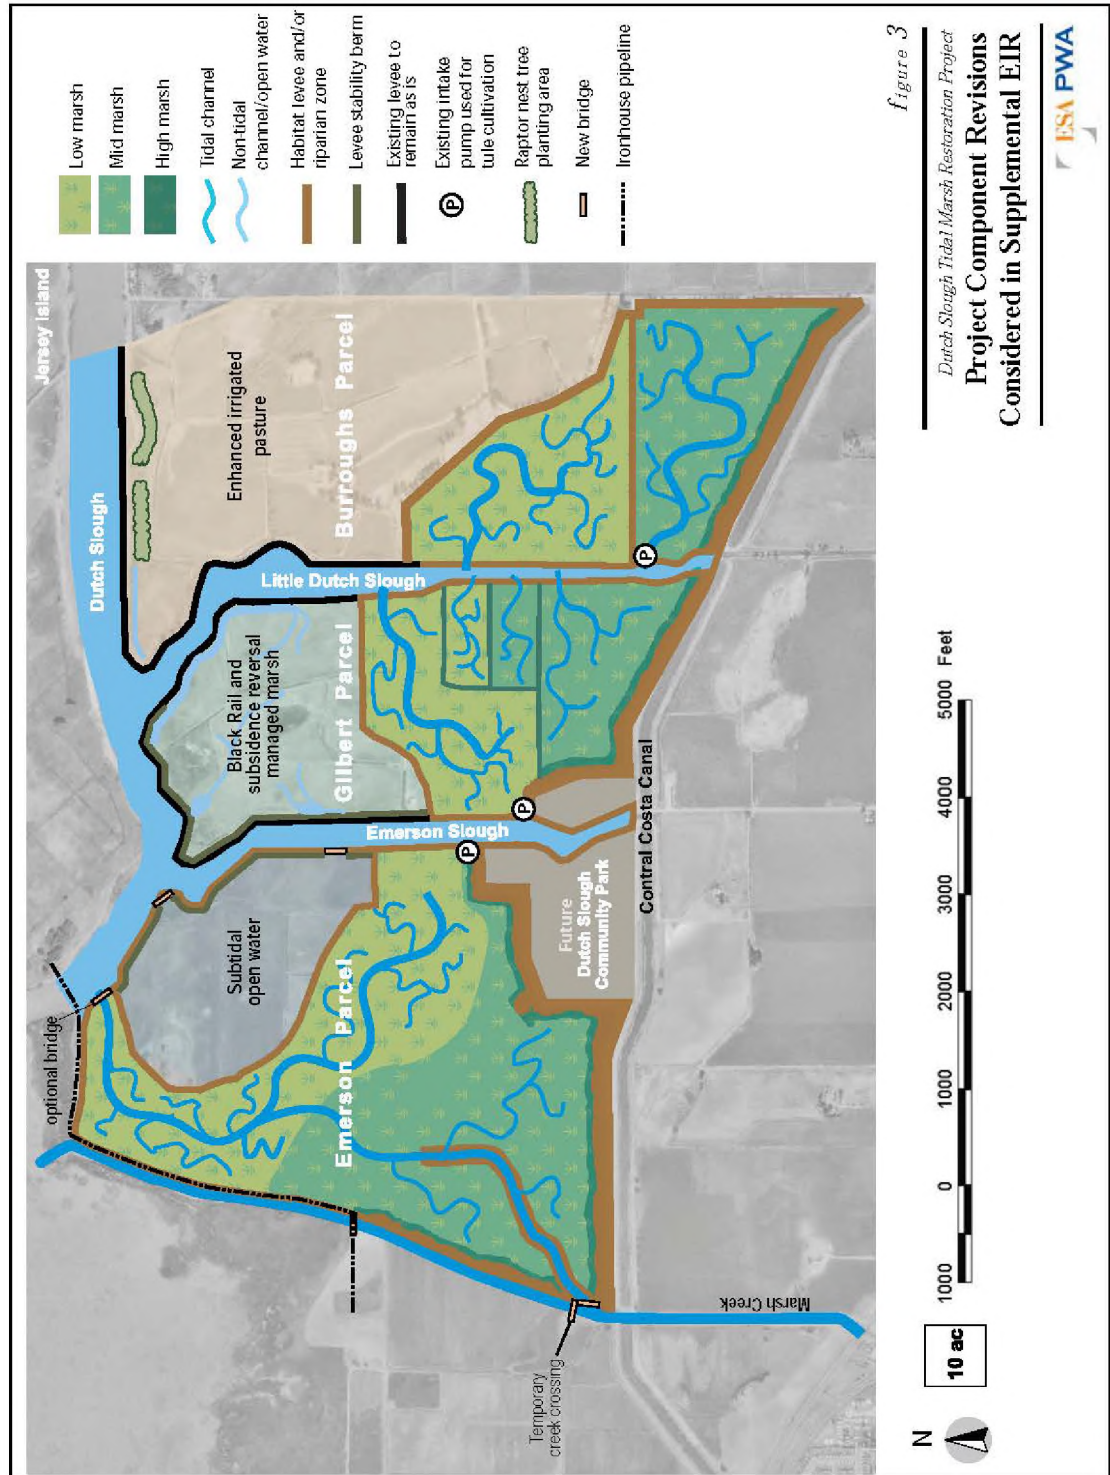 Jersey Island
Dutch Slough
Enhanced irrigated
pasture
Burroughs Parcel
Little Dutch Slough
Black Rail and
subsidence reversal
managed marsh
Gilbert Parcel
Emerson Slough
Subtidal
open water
optional bridge
Emerson Parcel
Future
Dutch Slough
Community Park
Contral Costa Canal
Marsh Creek
Temporary
creek crossing
P
P
P
Low marsh
Mid marsh
High marsh
Tidal channel
Non-tidal
channel/open water
Habitat levee and/or
riparian zone
Levee stability berm
Existing levee to
remain as is
P
Existing intake
pump used for
tule cultivation
Raptor nest tree
planting area
New bridge
Ironhouse pipeline
N
10 ac
1000
0
1000
2000
3000
4000
5000
Feet
figure 3
Dutch Slough Tidal Marsh Restoration Project
Project Component Revisions
Considered in Supplemental EIR
ESA PWA